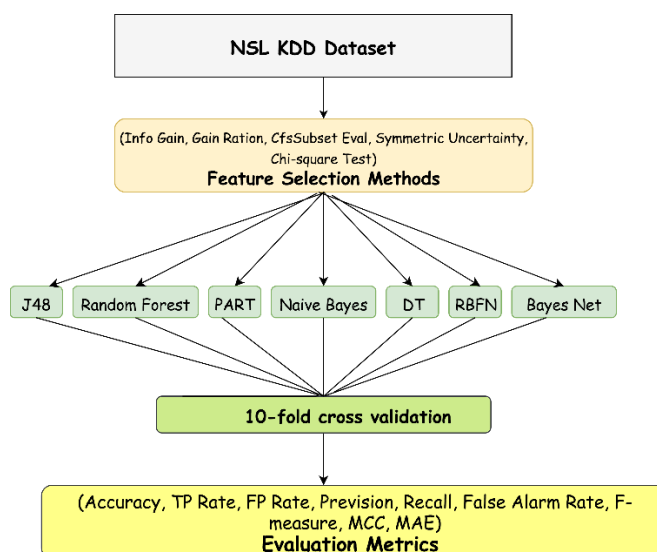 NSL KDD Dataset
(Info Gain, Gain Ration, CfsSubset Eval, Symmetric Uncertainty,
Chi-square Test)
Feature Selection Methods
J48
Random Forest
PART
Naive Bayes
DT
RBFN
Bayes Net
10-fold cross validation
(Accuracy, TP Rate, FP Rate, Prevision, Recall, False Alarm Rate, F-
measure, MCC, MAE)
Evaluation Metrics